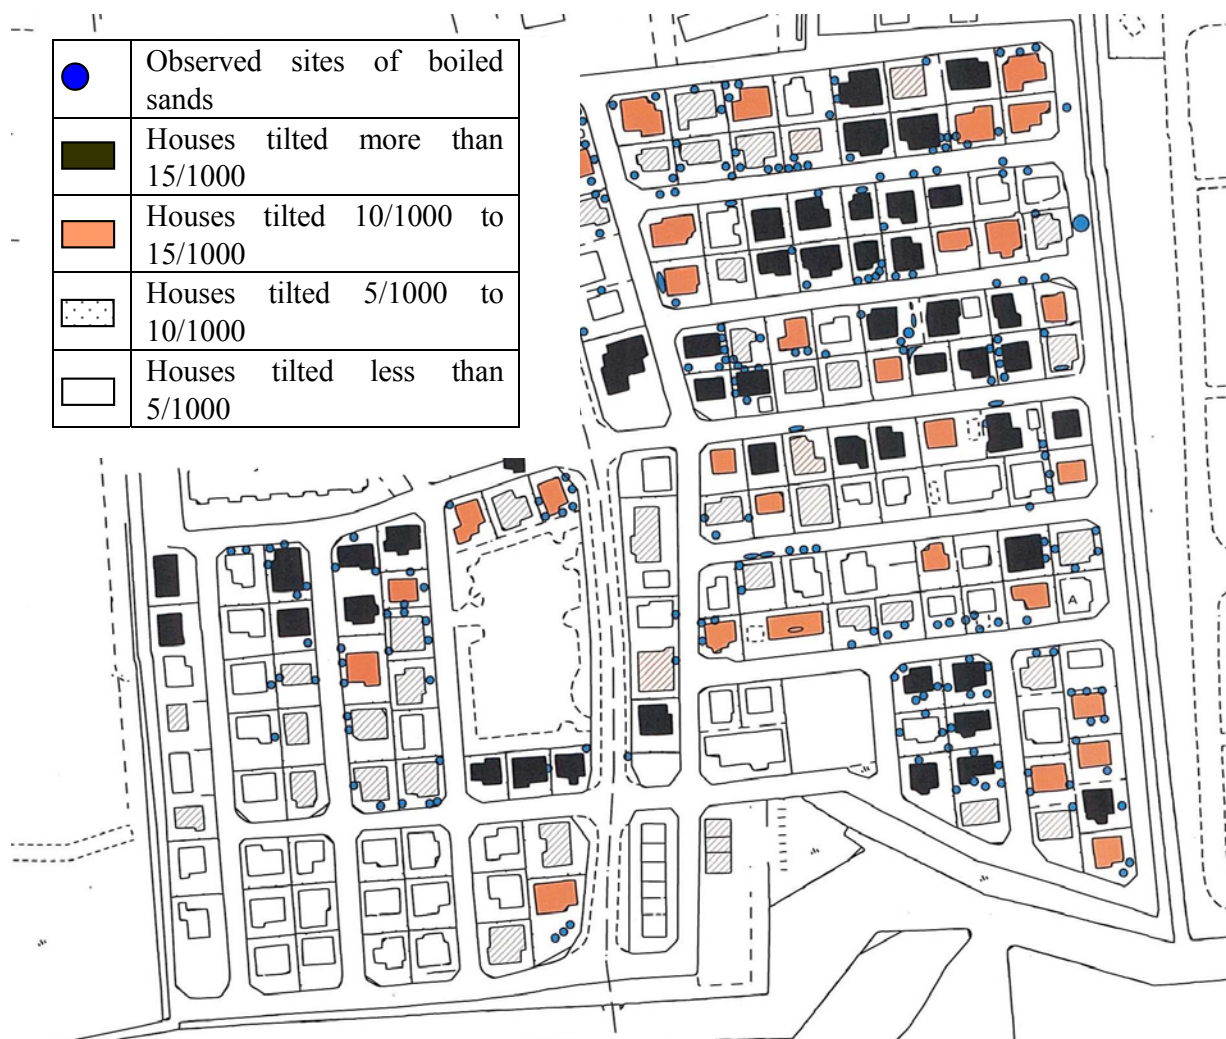 Observed sites of boiled
sands
Houses tilted more than
15/1000
Houses tilted 10/1000 to
15/1000
Houses tilted 5/1000 to
10/1000
Houses tilted less than
5/1000
A